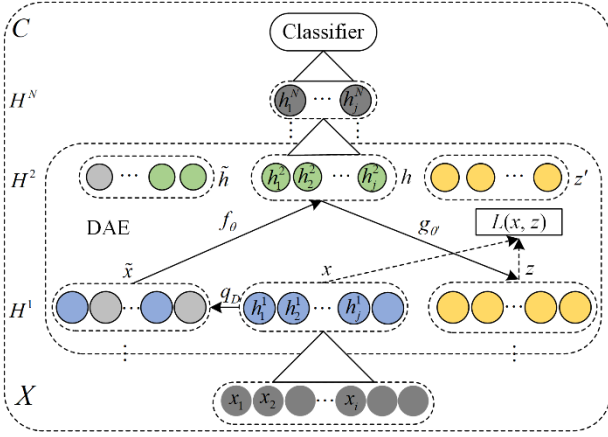 C
Classifier
H^N
h_1^N ... h_j^N
H^2
h̃
h_1^2 h_2^2 ... h_j^2
h
z'
DAE
f_θ
g_θ'
L(x, z)
x̃
x
z
H^1
q_D
h_1^1 h_2^1 ... h_j^1
X
x_1 x_2 ... x_i